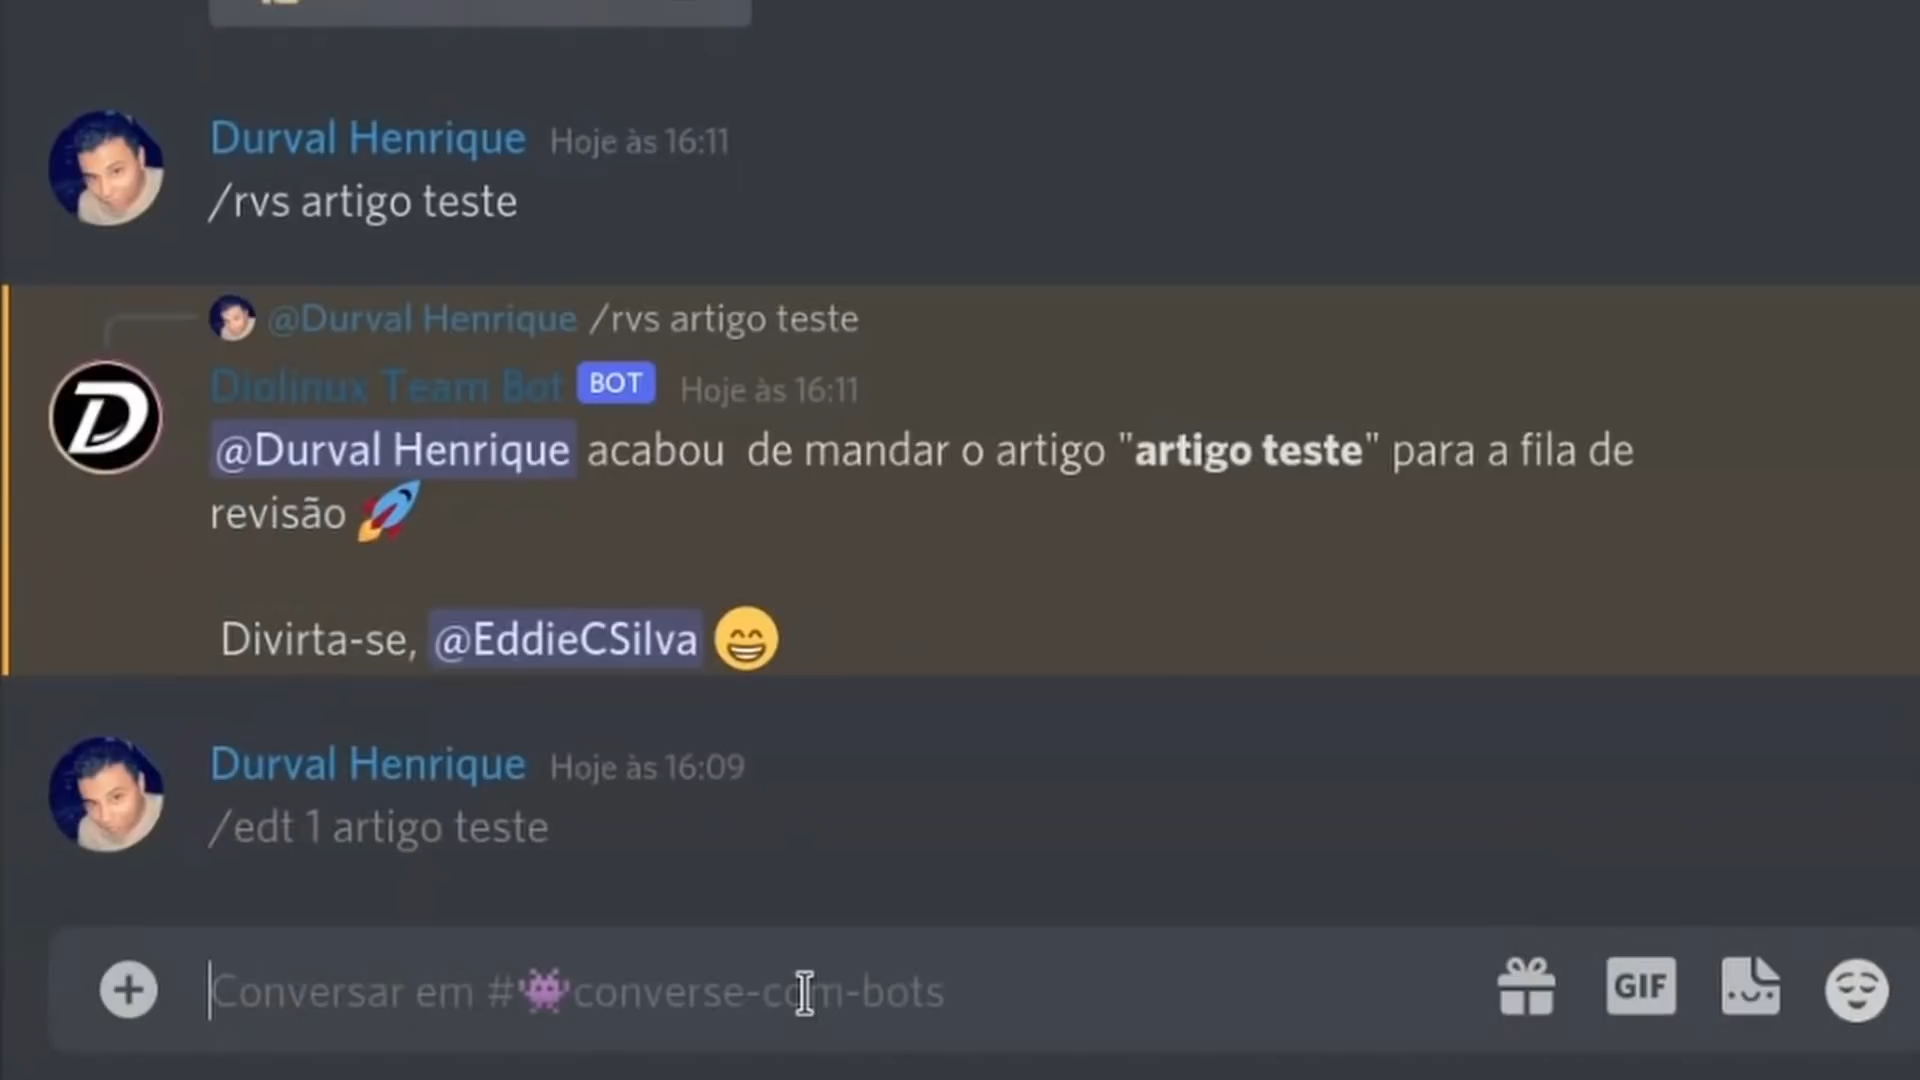 Durval Henrique Hoje às 16:11
/rvs artigo teste
@Durval Henrique /rvs artigo teste
Diolinux Team Bot BOT Hoje às 16:11
@Durval Henrique acabou de mandar o artigo "artigo teste" para a fila de
revisão 🚀
Divirta-se, @EddieCSilva 😁
Durval Henrique Hoje às 16:09
/edt 1 artigo teste
Conversar em #👾converse-com-bots
GIF